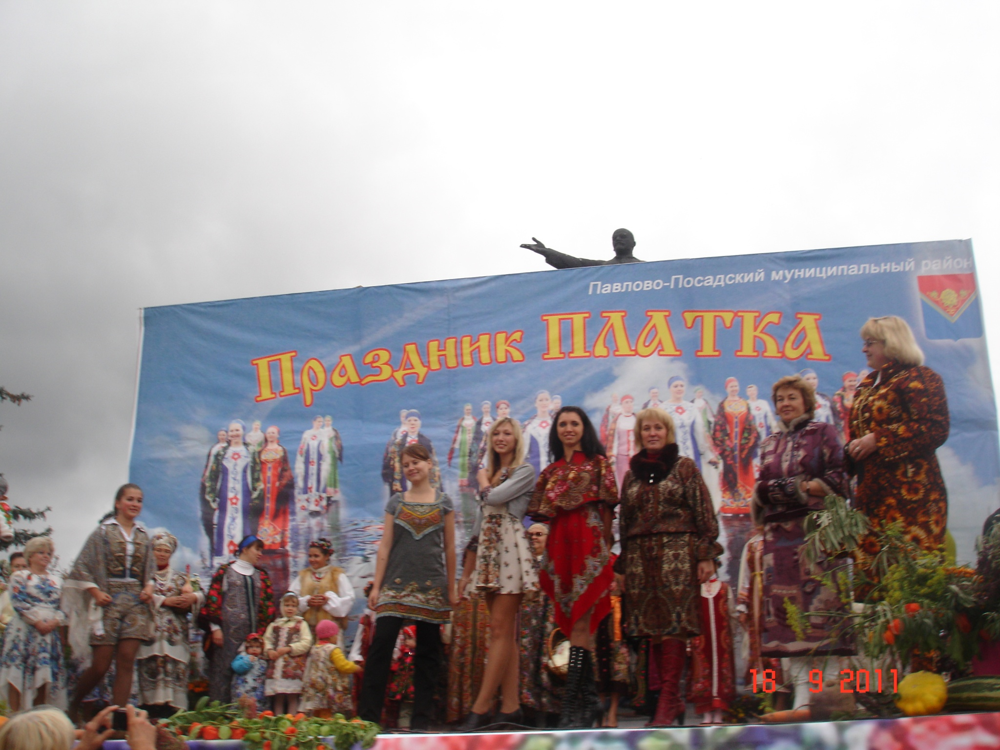 Павлово-Посадский муниципальный район
Праздник ПЛАТКА
18 9 2011